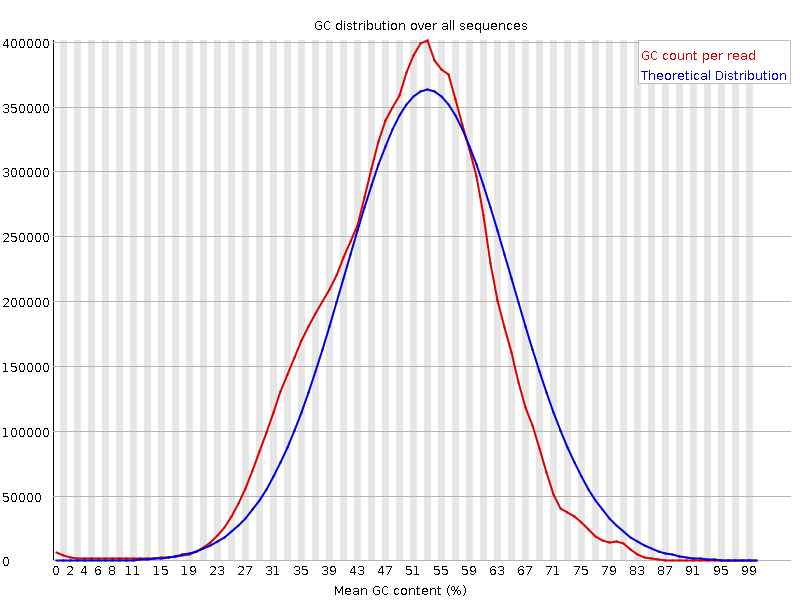 GC distribution over all sequences
GC count per read
Theoretical Distribution
400000
350000
300000
250000
200000
150000
100000
50000
0
0 2 4 6 8 11 15 19 23 27 31 35 39 43 47 51 55 59 63 67 71 75 79 83 87 91 95 99
Mean GC content (%)